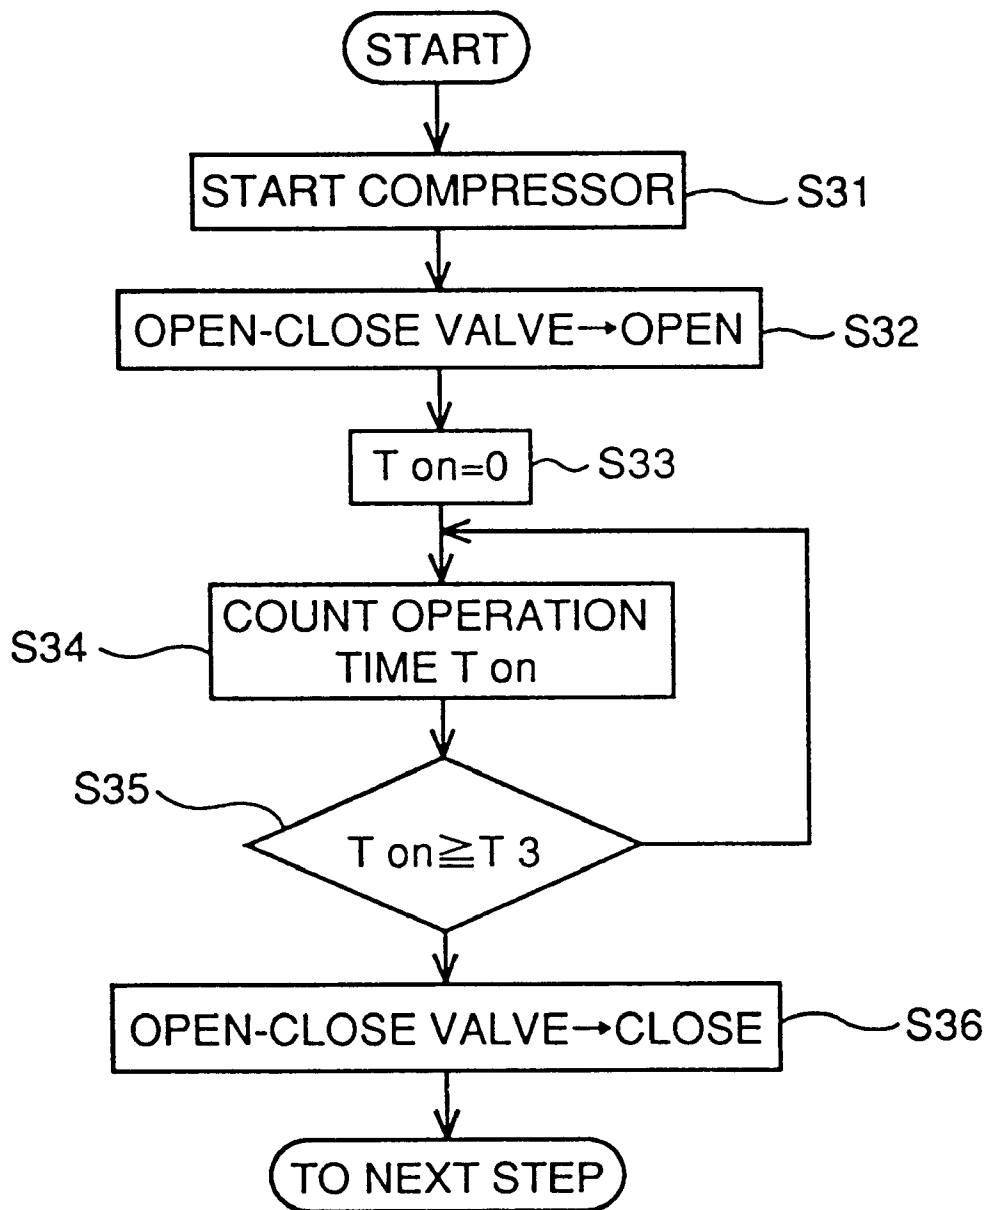 START
START COMPRESSOR
S31
OPEN-CLOSE VALVE→OPEN
S32
T on=0
S33
COUNT OPERATION
TIME T on
S34
S35
T on≧T 3
OPEN-CLOSE VALVE→CLOSE
S36
TO NEXT STEP